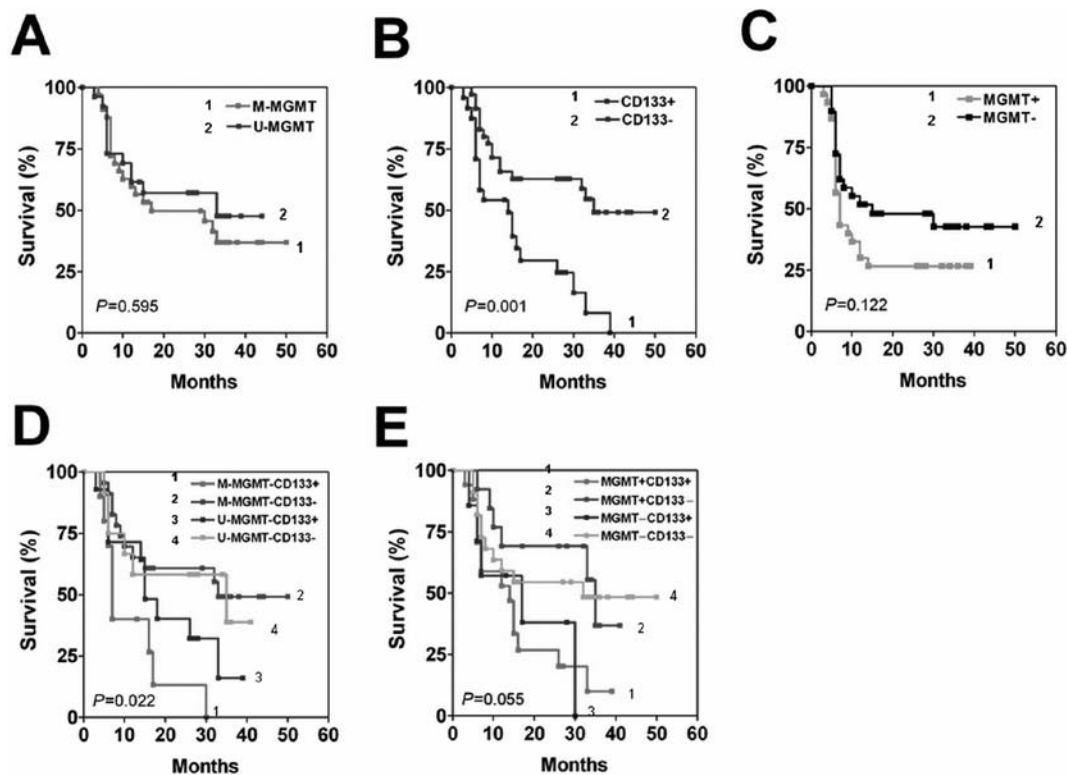 A
100
75
50
25
0
Survival (%)
1 M-MGMT
2 U-MGMT
2
1
P=0.595
0 10 20 30 40 50 60
Months
B
100
75
50
25
0
Survival (%)
1 CD133+
2 CD133-
2
1
P=0.001
0 10 20 30 40 50 60
Months
C
100
75
50
25
0
Survival (%)
1 MGMT+
2 MGMT-
2
1
P=0.122
0 10 20 30 40 50 60
Months
D
100
75
50
25
0
Survival (%)
1 M-MGMT-CD133+
2 M-MGMT-CD133-
3 U-MGMT-CD133+
4 U-MGMT-CD133-
2
4
3
1
P=0.022
0 10 20 30 40 50 60
Months
E
100
75
50
25
0
Survival (%)
MGMT+CD133+
2 MGMT+CD133–
3 MGMT–CD133+
4 MGMT–CD133–
4
2
1
3
P=0.055
0 10 20 30 40 50 60
Months